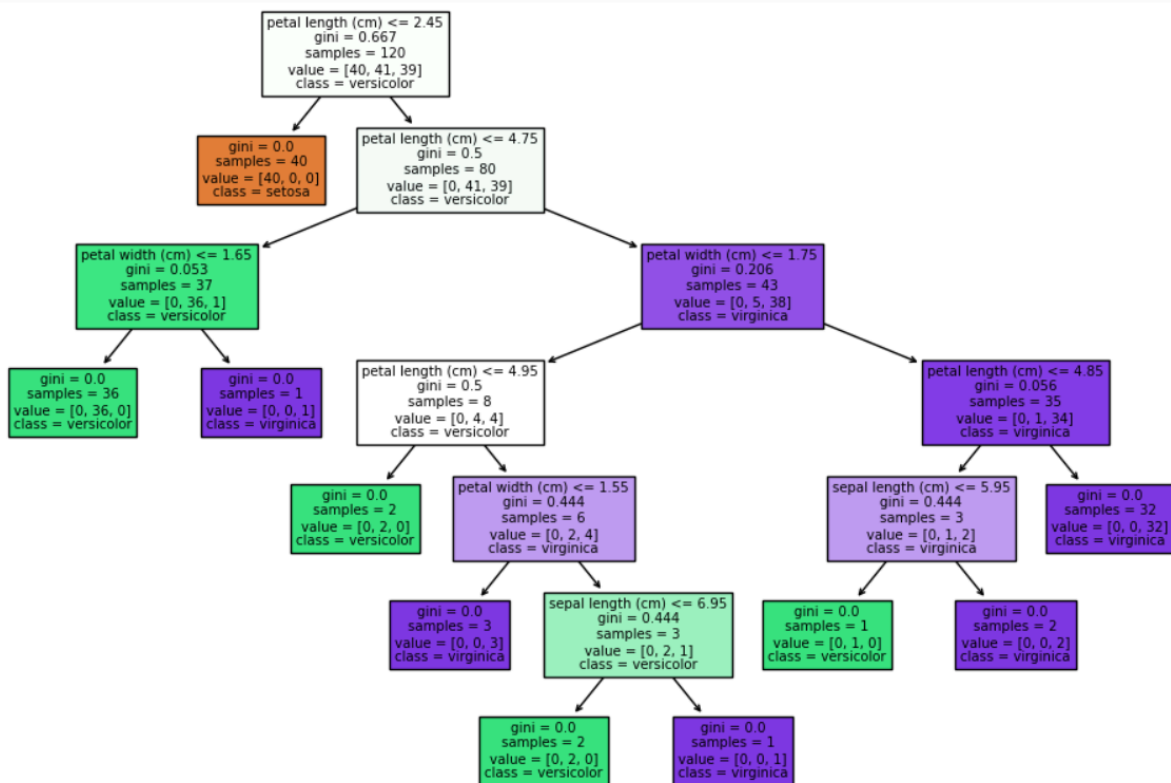 petal length (cm) <= 2.45
gini = 0.667
samples = 120
value = [40, 41, 39]
class = versicolor
gini = 0.0
samples = 40
value = [40, 0, 0]
class = setosa
petal length (cm) <= 4.75
gini = 0.5
samples = 80
value = [0, 41, 39]
class = versicolor
petal width (cm) <= 1.65
gini = 0.053
samples = 37
value = [0, 36, 1]
class = versicolor
petal width (cm) <= 1.75
gini = 0.206
samples = 43
value = [0, 5, 38]
class = virginica
gini = 0.0
samples = 36
value = [0, 36, 0]
class = versicolor
gini = 0.0
samples = 1
value = [0, 0, 1]
class = virginica
petal length (cm) <= 4.95
gini = 0.5
samples = 8
value = [0, 4, 4]
class = versicolor
petal length (cm) <= 4.85
gini = 0.056
samples = 35
value = [0, 1, 34]
class = virginica
gini = 0.0
samples = 2
value = [0, 2, 0]
class = versicolor
petal width (cm) <= 1.55
gini = 0.444
samples = 6
value = [0, 2, 4]
class = virginica
sepal length (cm) <= 5.95
gini = 0.444
samples = 3
value = [0, 1, 2]
class = virginica
gini = 0.0
samples = 32
value = [0, 0, 32]
class = virginica
gini = 0.0
samples = 3
value = [0, 0, 3]
class = virginica
sepal length (cm) <= 6.95
gini = 0.444
samples = 3
value = [0, 2, 1]
class = versicolor
gini = 0.0
samples = 1
value = [0, 1, 0]
class = versicolor
gini = 0.0
samples = 2
value = [0, 0, 2]
class = virginica
gini = 0.0
samples = 2
value = [0, 2, 0]
class = versicolor
gini = 0.0
samples = 1
value = [0, 0, 1]
class = virginica